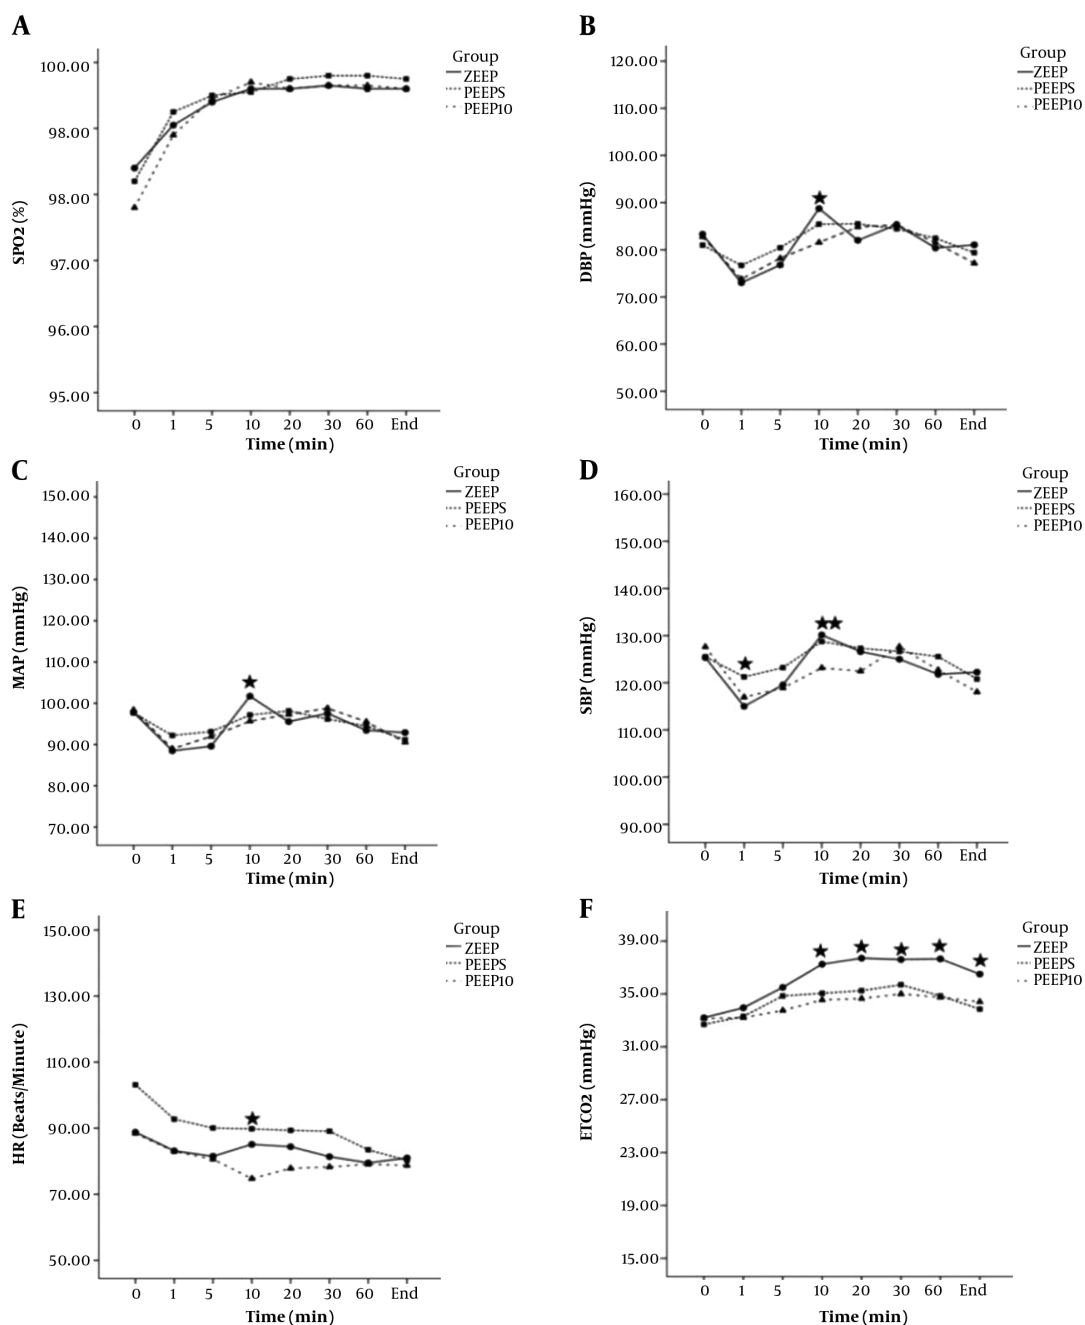 A
Group
ZEEP
PEEPS
PEEP10
100.00
98.00
98.00
97.00
96.00
95.00
SPO2 (%)
0 1 5 10 20 30 60 End
Time (min)
B
Group
ZEEP
PEEPS
PEEP10
120.00
110.00
100.00
90.00
80.00
70.00
60.00
50.00
DBP (mmHg)
0 1 5 10 20 30 60 End
Time (min)
C
Group
ZEEP
PEEPS
PEEP10
150.00
140.00
130.00
120.00
110.00
100.00
90.00
80.00
70.00
MAP (mmHg)
0 1 5 10 20 30 60 End
Time (min)
D
Group
ZEEP
PEEPS
PEEP10
160.00
150.00
140.00
130.00
120.00
110.00
100.00
90.00
SBP (mmHg)
0 1 5 10 20 30 60 End
Time (min)
E
Group
ZEEP
PEEPS
PEEP10
150.00
130.00
110.00
90.00
70.00
50.00
HR (Beats/Minute)
0 1 5 10 20 30 60 End
Time (min)
F
Group
ZEEP
PEEPS
PEEP10
39.00
35.00
31.00
27.00
23.00
19.00
15.00
ETCO2 (mmHg)
0 1 5 10 20 30 60 End
Time (min)